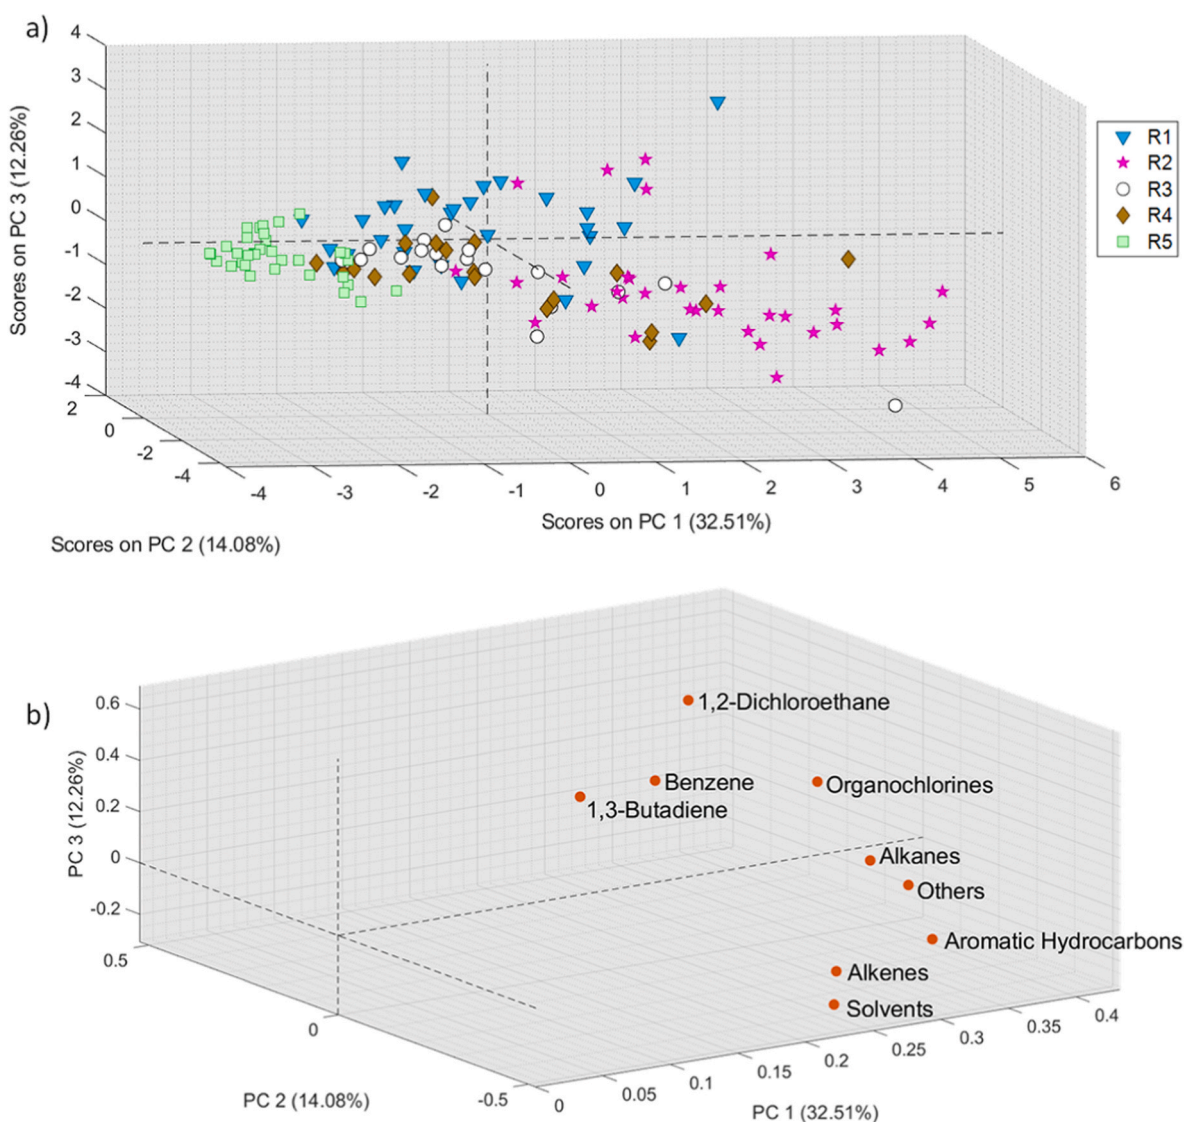 a)
4
3
2
1
0
-1
-2
-3
-4
Scores on PC 3 (12.26%)
2
0
-2
-4
-4
-3
-2
-1
0
1
2
3
4
5
6
Scores on PC 1 (32.51%)
Scores on PC 2 (14.08%)
R1
R2
R3
R4
R5
b)
0.6
0.4
0.2
0
-0.2
PC 3 (12.26%)
1,2-Dichloroethane
Benzene
Organochlorines
1,3-Butadiene
Alkanes
Others
Aromatic Hydrocarbons
Alkenes
Solvents
0.5
0
-0.5
PC 2 (14.08%)
0
0.05
0.1
0.15
0.2
0.25
0.3
0.35
0.4
PC 1 (32.51%)